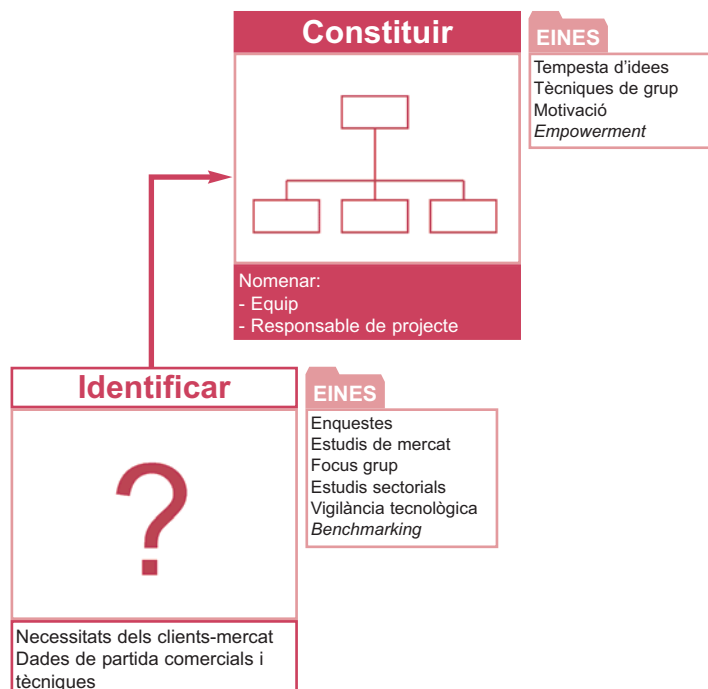 Constituir
EINES
Tempesta d'idees
Tècniques de grup
Motivació
Empowerment
Nomenar:
- Equip
- Responsable de projecte
Identificar
EINES
Enquestes
Estudis de mercat
Focus grup
Estudis sectorials
Vigilància tecnològica
Benchmarking
?
Necessitats dels clients-mercat
Dades de partida comercials i
tècniques